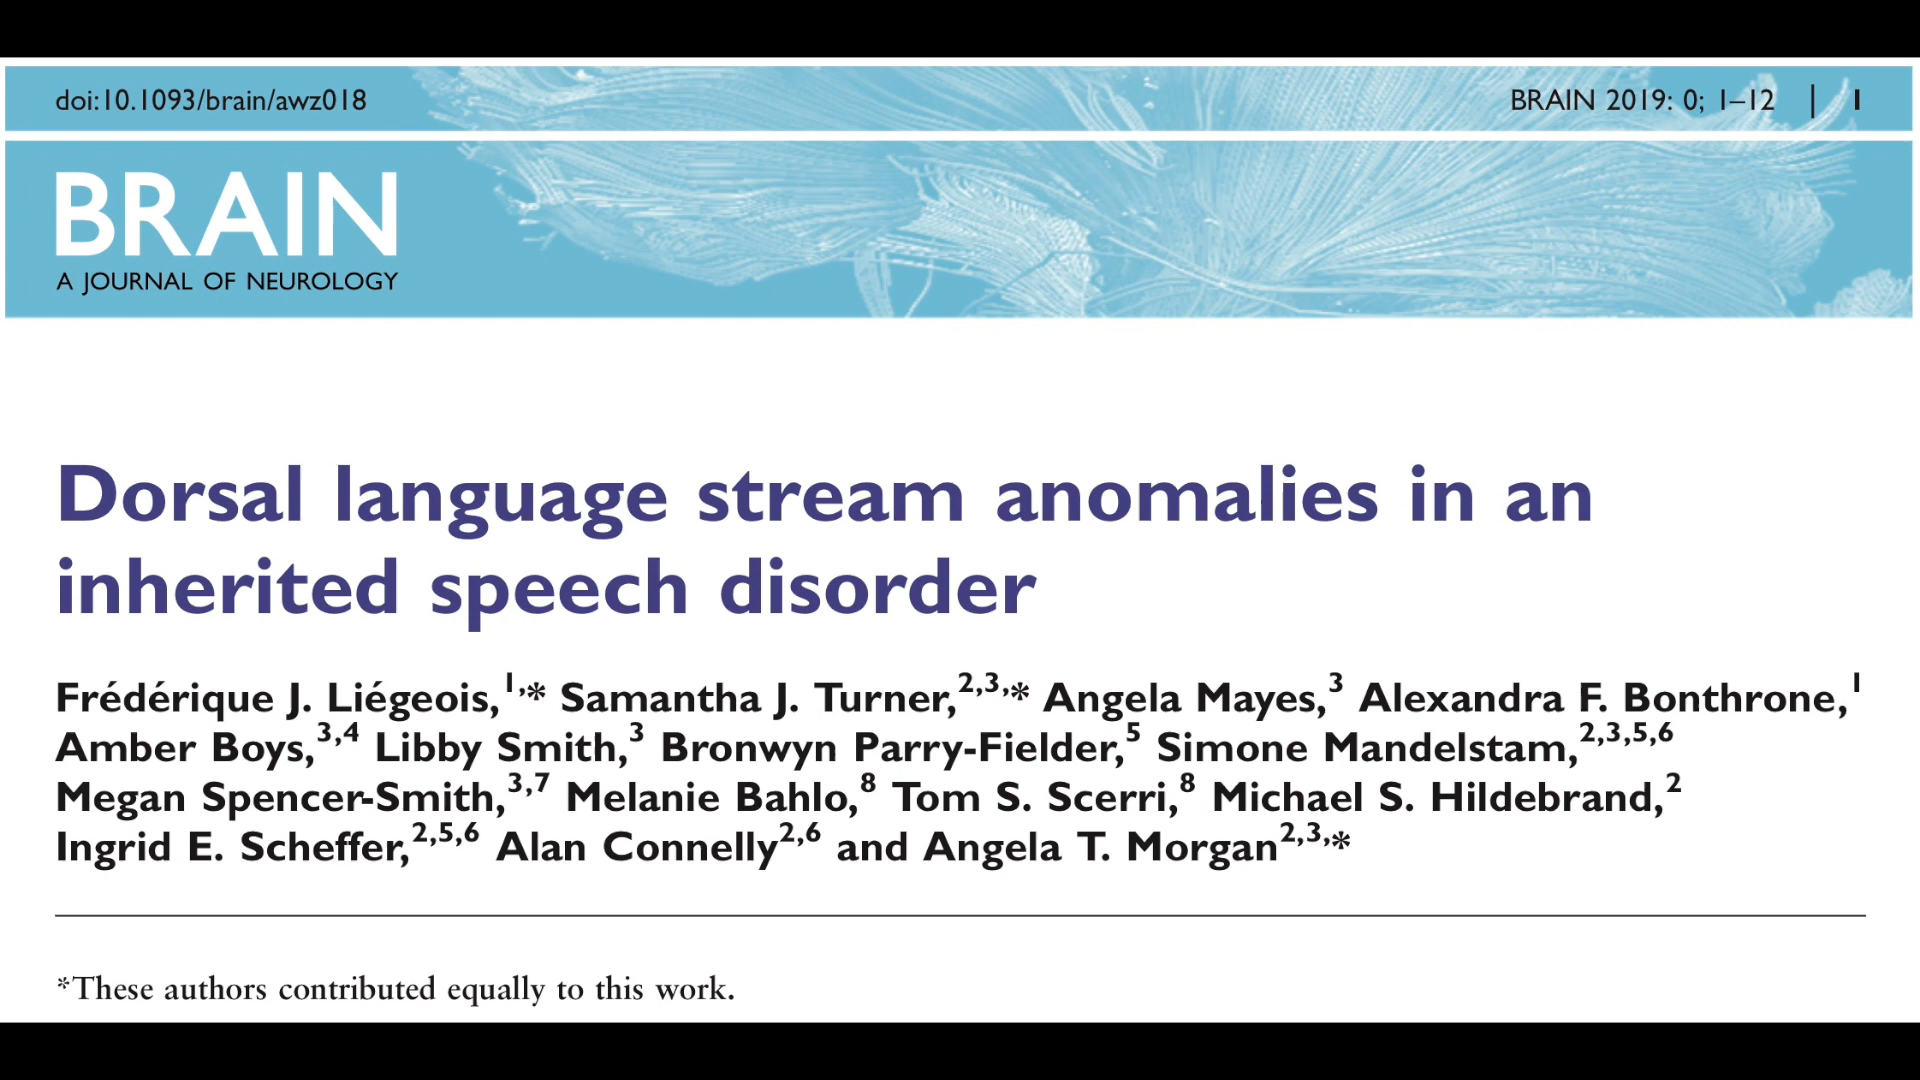 doi:10.1093/brain/awz018 BRAIN 2019: 0; 1–12 | 1
BRAIN
A JOURNAL OF NEUROLOGY
Dorsal language stream anomalies in an
inherited speech disorder
Frédérique J. Liégeois,1,* Samantha J. Turner,2,3,* Angela Mayes,3 Alexandra F. Bonthrone,1
Amber Boys,3,4 Libby Smith,3 Bronwyn Parry-Fielder,5 Simone Mandelstam,2,3,5,6
Megan Spencer-Smith,3,7 Melanie Bahlo,8 Tom S. Scerri,8 Michael S. Hildebrand,2
Ingrid E. Scheffer,2,5,6 Alan Connelly2,6 and Angela T. Morgan2,3,*
*These authors contributed equally to this work.